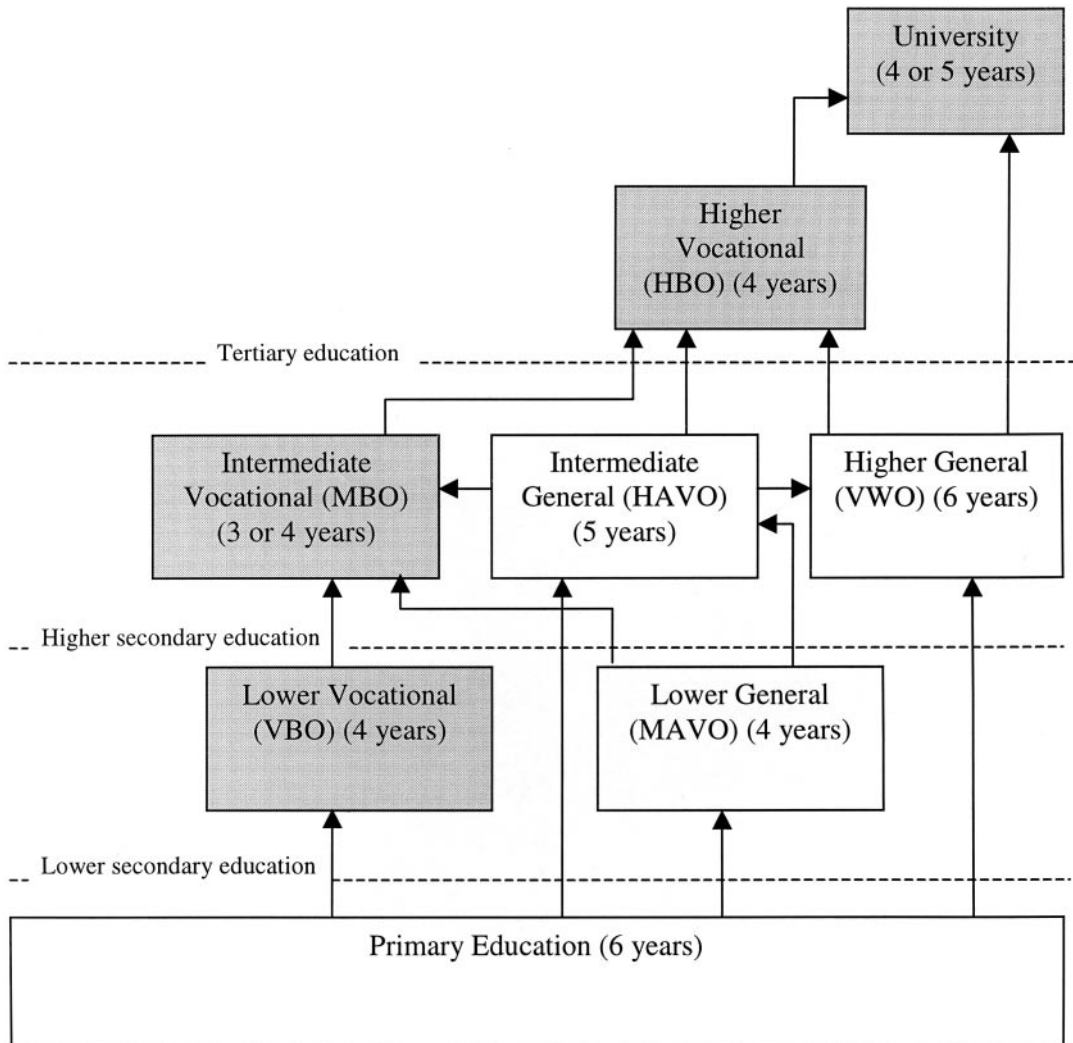 University
(4 or 5 years)
Higher
Vocational
(HBO) (4 years)
Tertiary education
Intermediate
Vocational (MBO)
(3 or 4 years)
Intermediate
General (HAVO)
(5 years)
Higher General
(VWO) (6 years)
Higher secondary education
Lower Vocational
(VBO) (4 years)
Lower General
(MAVO) (4 years)
Lower secondary education
Primary Education (6 years)